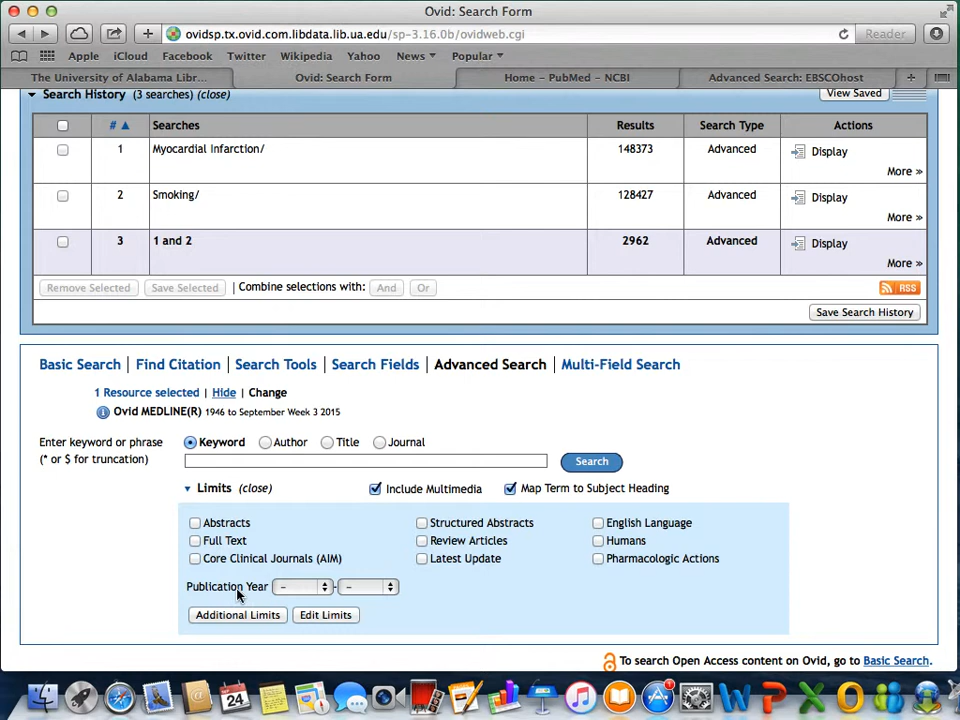 Ovid: Search Form
ovidsp.tx.ovid.com.libdata.lib.ua.edu/sp-3.16.0b/ovidweb.cgi
Reader
Apple iCloud Facebook Twitter Wikipedia Yahoo News Popular
The University of Alabama Libr... Ovid: Search Form Home – PubMed – NCBI Advanced Search: EBSCOhost
Search History (3 searches) (close) View Saved
# Searches Results Search Type Actions
1 Myocardial Infarction/ 148373 Advanced Display
More »
2 Smoking/ 128427 Advanced Display
More »
3 1 and 2 2962 Advanced Display
More »
Remove Selected Save Selected | Combine selections with: And Or RSS
Save Search History
Basic Search | Find Citation | Search Tools | Search Fields | Advanced Search | Multi-Field Search
1 Resource selected | Hide | Change
Ovid MEDLINE(R) 1946 to September Week 3 2015
Enter keyword or phrase
(* or $ for truncation)
Keyword Author Title Journal
Search
Limits (close) Include Multimedia Map Term to Subject Heading
Abstracts Structured Abstracts English Language
Full Text Review Articles Humans
Core Clinical Journals (AIM) Latest Update Pharmacologic Actions
Publication Year – - –
Additional Limits Edit Limits
To search Open Access content on Ovid, go to Basic Search.
SEP
24